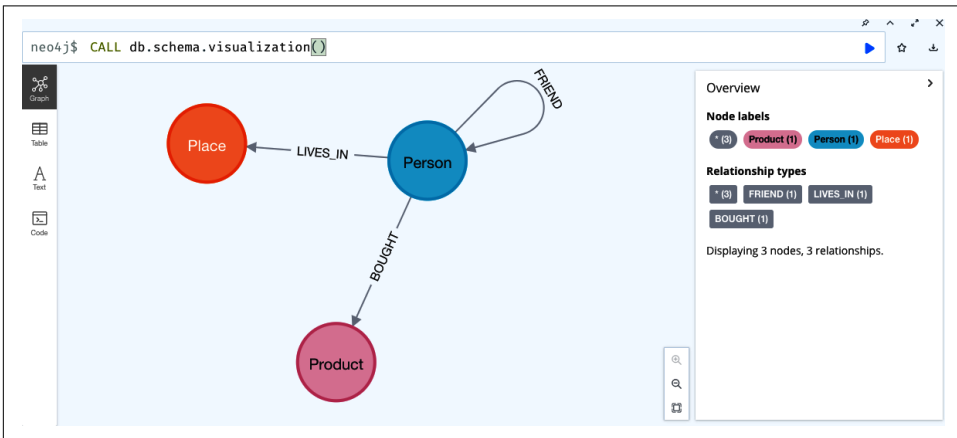 neo4j$ CALL db.schema.visualization()
Graph
Table
Text
Code
FRIEND
Place
LIVES_IN
Person
BOUGHT
Product
Overview
Node labels
* (3) Product (1) Person (1) Place (1)
Relationship types
* (3) FRIEND (1) LIVES_IN (1)
BOUGHT (1)
Displaying 3 nodes, 3 relationships.